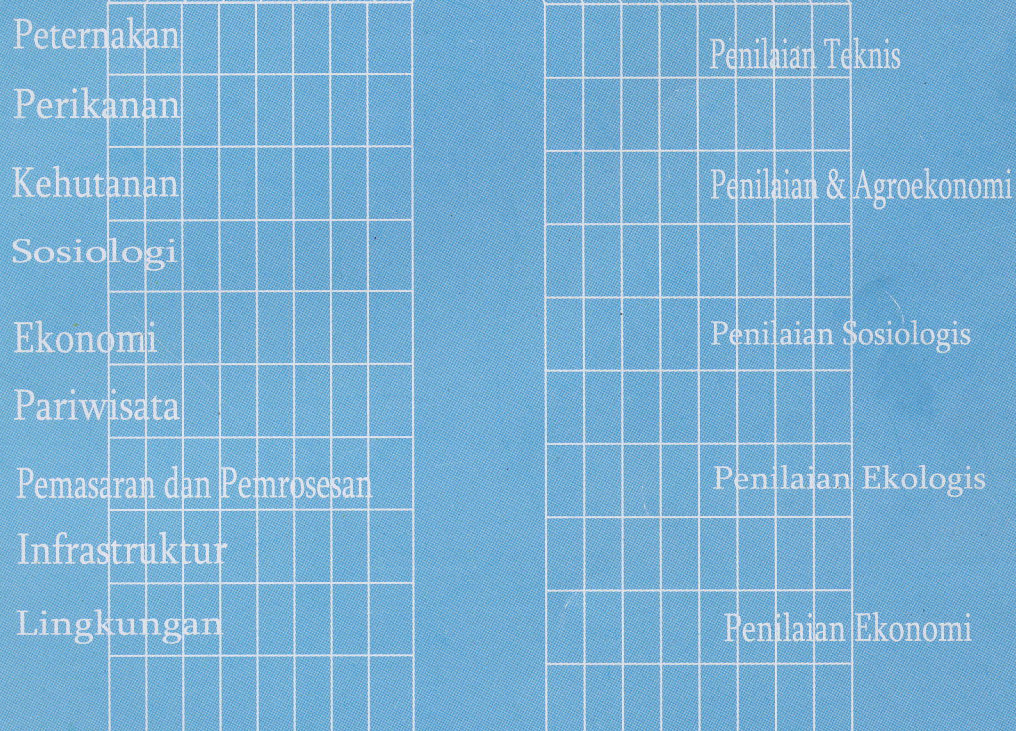 Peternakan
Perikanan
Kehutanan
Sosiologi
Ekonomi
Pariwisata
Pemasaran dan Pemrosesan
Infrastruktur
Lingkungan
Penilaian Teknis
Penilaian & Agroekonomi
Penilaian Sosiologis
Penilaian Ekologis
Penilaian Ekonomi